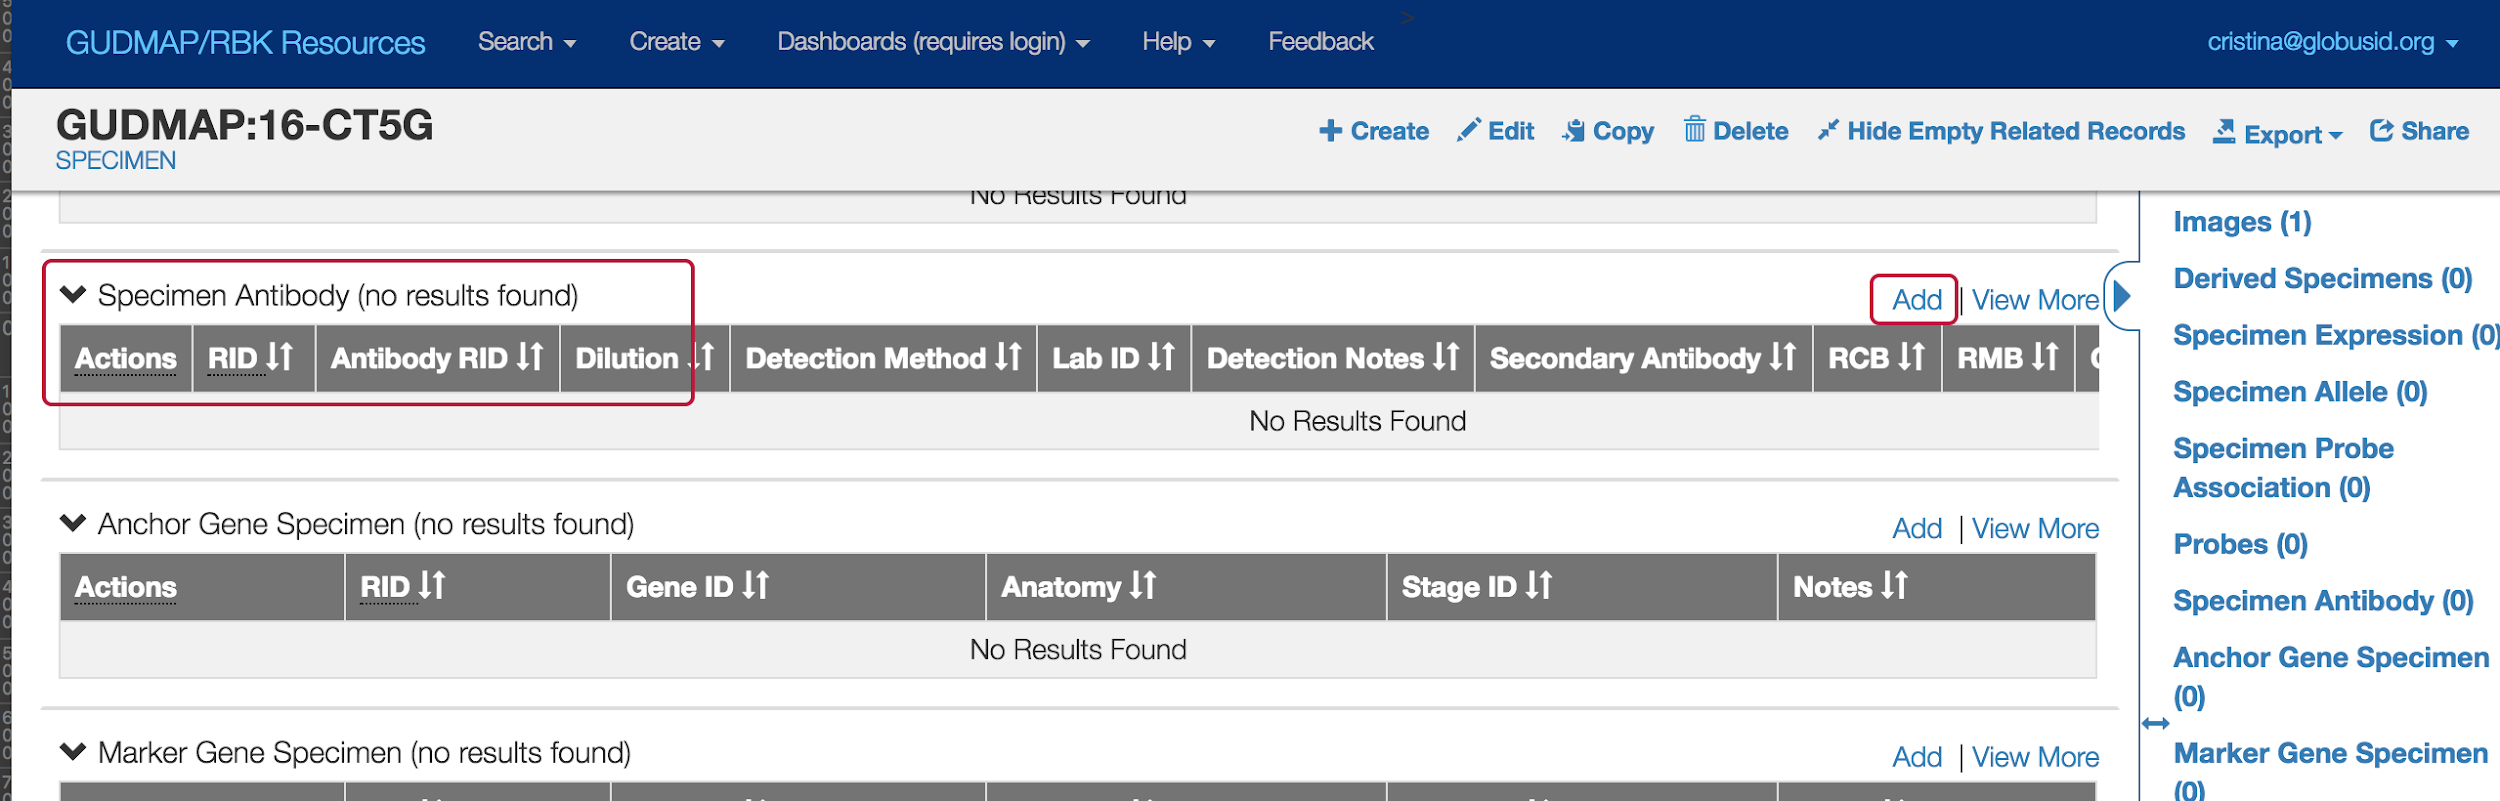 GUDMAP/RBK Resources Search Create Dashboards (requires login) Help Feedback > cristina@globusid.org
GUDMAP:16-CT5G
SPECIMEN
Create Edit Copy Delete Hide Empty Related Records Export Share
No Results Found
Specimen Antibody (no results found)
Add | View More
Actions RID Antibody RID Dilution Detection Method Lab ID Detection Notes Secondary Antibody RCB RMB
No Results Found
Anchor Gene Specimen (no results found)
Add | View More
Actions RID Gene ID Anatomy Stage ID Notes
No Results Found
Marker Gene Specimen (no results found)
Add | View More
Images (1)
Derived Specimens (0)
Specimen Expression (0)
Specimen Allele (0)
Specimen Probe
Association (0)
Probes (0)
Specimen Antibody (0)
Anchor Gene Specimen
(0)
Marker Gene Specimen
(0)